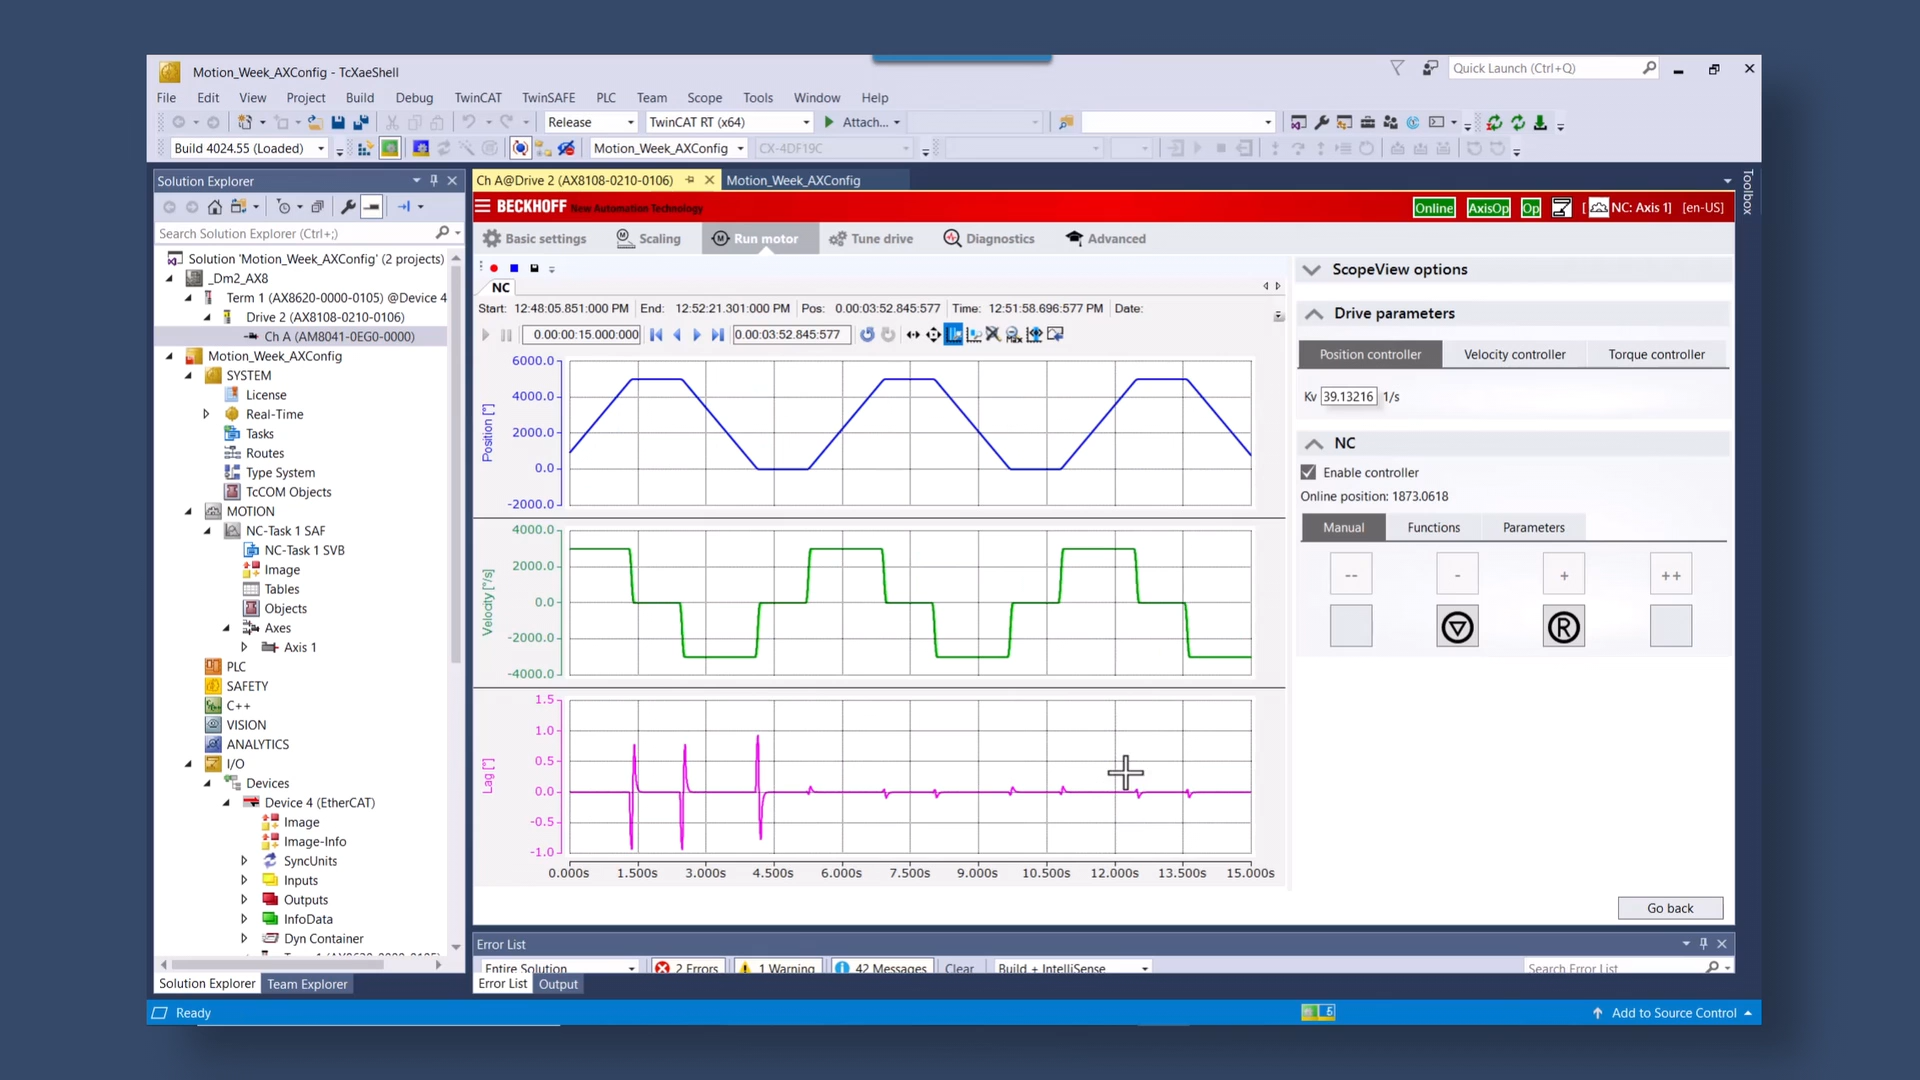 Motion_Week_AXConfig - TcXaeShell
Quick Launch (Ctrl+Q)
File Edit View Project Build Debug TwinCAT TwinSAFE PLC Team Scope Tools Window Help
Release TwinCAT RT (x64) Attach...
Build 4024.55 (Loaded) Motion_Week_AXConfig CX-4DF19C
Solution Explorer
Search Solution Explorer (Ctrl+;)
Solution 'Motion_Week_AXConfig' (2 projects)
_Dm2_AX8
Term 1 (AX8620-0000-0105) @Device 4
Drive 2 (AX8108-0210-0106)
Ch A (AM8041-0EG0-0000)
Motion_Week_AXConfig
SYSTEM
License
Real-Time
Tasks
Routes
Type System
TcCOM Objects
MOTION
NC-Task 1 SAF
NC-Task 1 SVB
Image
Tables
Objects
Axes
Axis 1
PLC
SAFETY
C++
VISION
ANALYTICS
I/O
Devices
Device 4 (EtherCAT)
Image
Image-Info
SyncUnits
Inputs
Outputs
InfoData
Dyn Container
Solution Explorer Team Explorer
Ch A@Drive 2 (AX8108-0210-0106) Motion_Week_AXConfig
BECKHOFF New Automation Technology
Online AxisOp Op [ NC: Axis 1] [en-US]
Basic settings Scaling Run motor Tune drive Diagnostics Advanced
NC
Start: 12:48:05.851:000 PM End: 12:52:21.301:000 PM Pos: 0.00:03:52.845:577 Time: 12:51:58.696:577 PM Date:
0.00:00:15.000:000 0.00:03:52.845:577
Position [°]
6000.0
4000.0
2000.0
0.0
-2000.0
Velocity [°/s]
4000.0
2000.0
0.0
-2000.0
-4000.0
Lag [°]
1.5
1.0
0.5
0.0
-0.5
-1.0
0.000s 1.500s 3.000s 4.500s 6.000s 7.500s 9.000s 10.500s 12.000s 13.500s 15.000s
ScopeView options
Drive parameters
Position controller Velocity controller Torque controller
Kv 39.13216 1/s
NC
Enable controller
Online position: 1873.0618
Manual Functions Parameters
-- - + ++
R
Go back
Toolbox
Error List
Entire Solution 2 Errors 1 Warning 42 Messages Clear Build + IntelliSense Search Error List
Error List Output
Ready
5
Add to Source Control